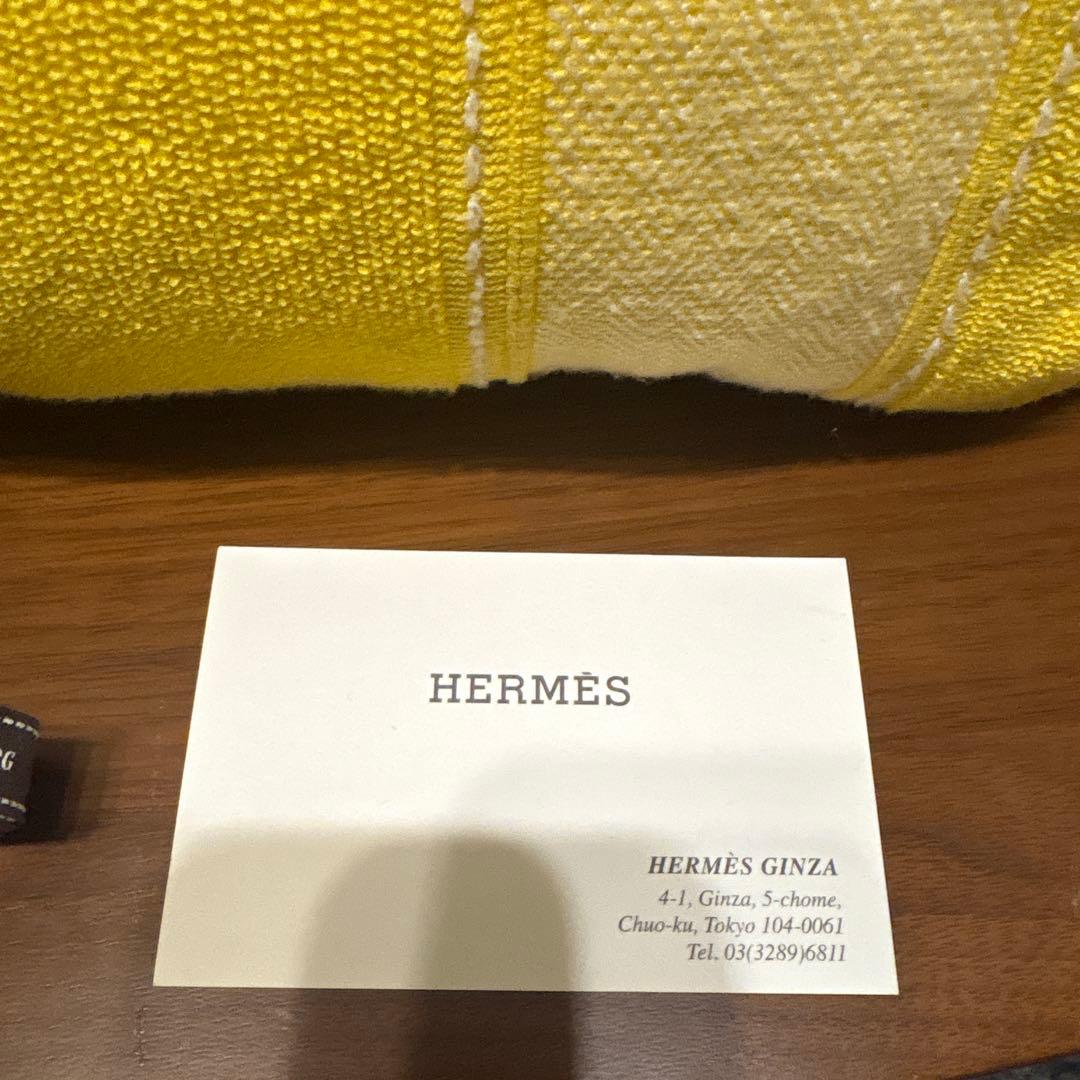 HERMÈS
HERMÈS GINZA
4-1, Ginza, 5-chome,
Chuo-ku, Tokyo 104-0061
Tel. 03(3289)6811